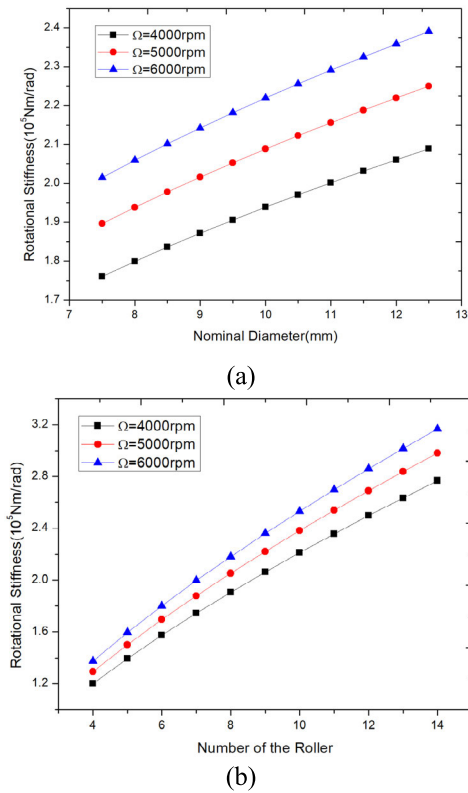 2.4
2.3
2.2
2.1
2.0
1.9
1.8
1.7
Rotational Stiffness(10⁵Nm/rad)
Ω=4000rpm
Ω=5000rpm
Ω=6000rpm
7 8 9 10 11 12 13
Nominal Diameter(mm)
(a)
3.2
2.8
2.4
2.0
1.6
1.2
Rotational Stiffness(10⁵Nm/rad)
Ω=4000rpm
Ω=5000rpm
Ω=6000rpm
4 6 8 10 12 14
Number of the Roller
(b)